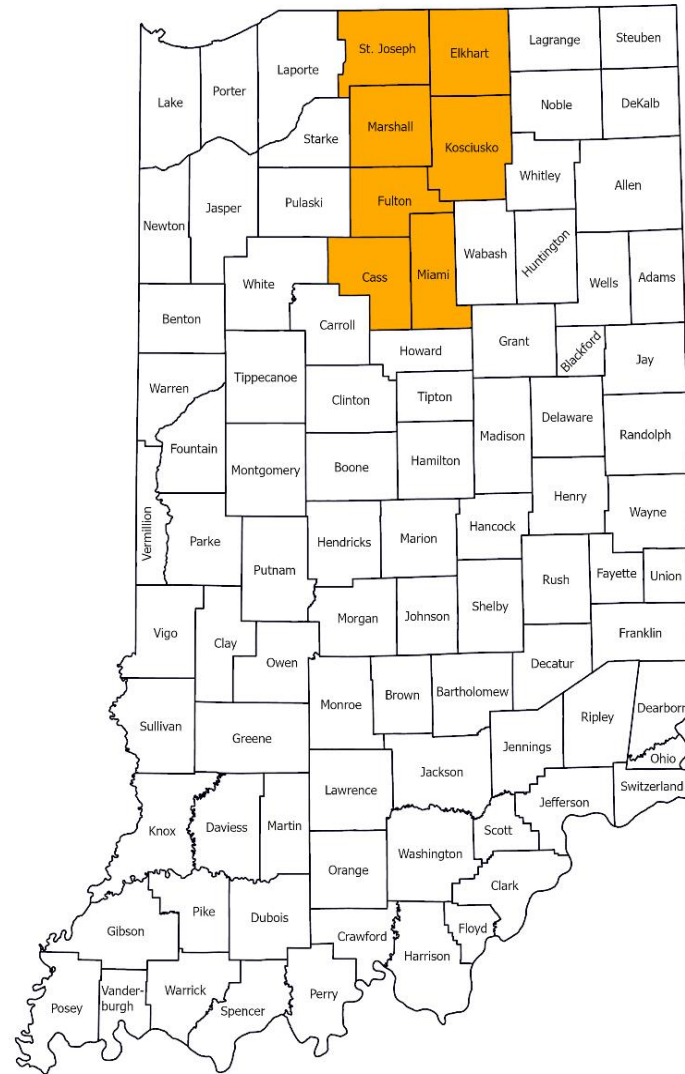 St. Joseph
Elkhart
Lagrange
Steuben
Laporte
Lake
Porter
Noble
DeKalb
Marshall
Starke
Kosciusko
Whitley
Allen
Newton
Jasper
Pulaski
Fulton
Wabash
Huntington
White
Cass
Miami
Wells
Adams
Benton
Carroll
Howard
Grant
Blackford
Jay
Warren
Tippecanoe
Clinton
Tipton
Madison
Delaware
Randolph
Fountain
Montgomery
Boone
Hamilton
Henry
Wayne
Vermillion
Parke
Putnam
Hendricks
Marion
Hancock
Rush
Fayette
Union
Vigo
Clay
Owen
Morgan
Johnson
Shelby
Franklin
Decatur
Sullivan
Greene
Monroe
Brown
Bartholomew
Jennings
Ripley
Dearborn
Ohio
Knox
Daviess
Martin
Lawrence
Jackson
Scott
Jefferson
Switzerland
Orange
Washington
Clark
Gibson
Pike
Dubois
Crawford
Harrison
Floyd
Posey
Vander-
burgh
Warrick
Spencer
Perry